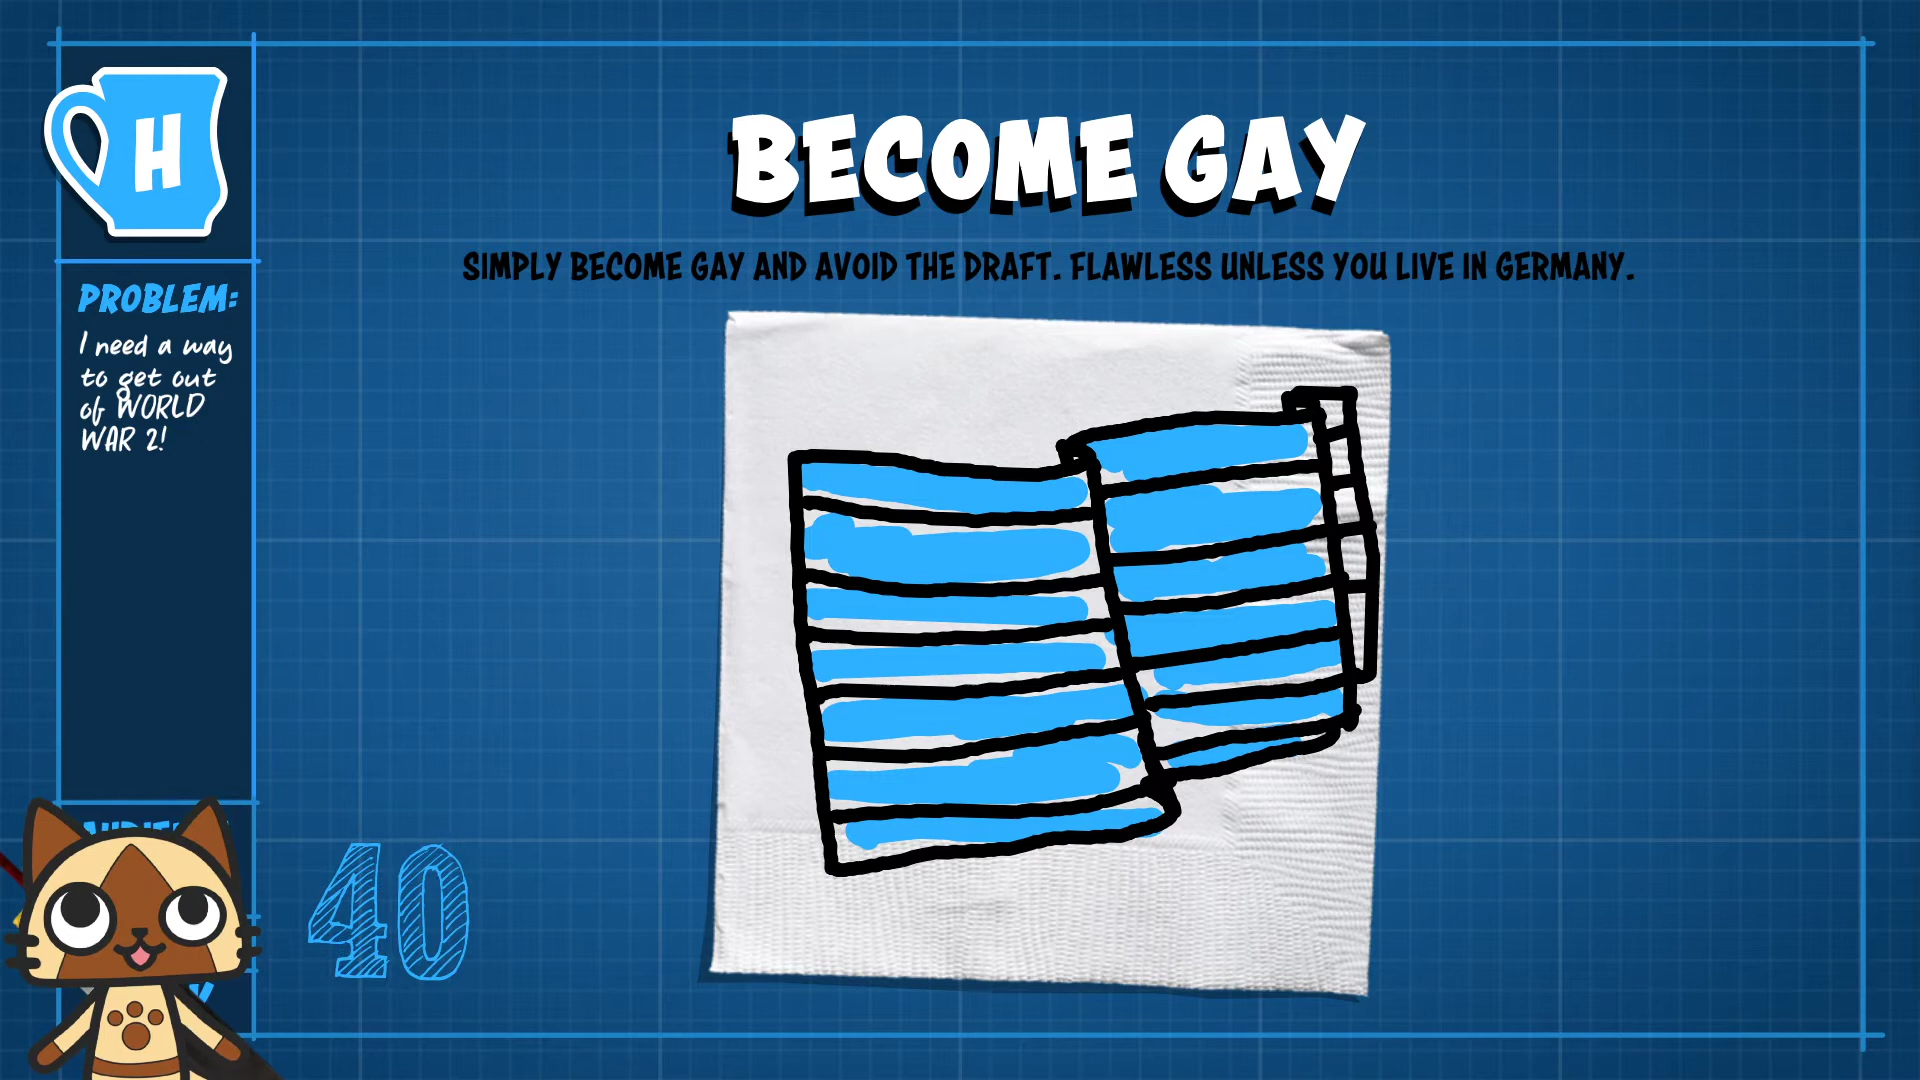 H
BECOME GAY
SIMPLY BECOME GAY AND AVOID THE DRAFT. FLAWLESS UNLESS YOU LIVE IN GERMANY.
PROBLEM:
I need a way
to get out
of WORLD
WAR 2!
40